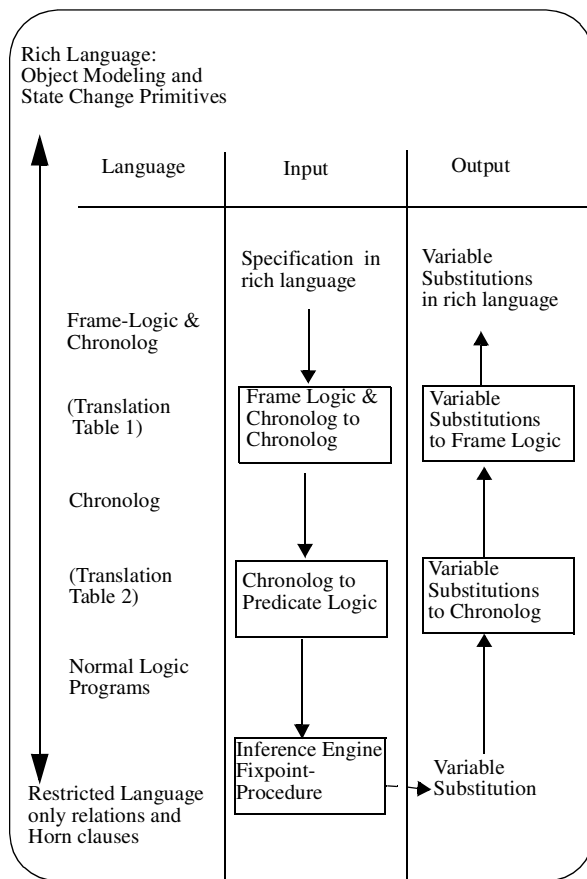 Rich Language:
Object Modeling and
State Change Primitives
Language
Input
Output
Specification in
rich language
Variable
Substitutions
in rich language
Frame-Logic &
Chronolog
(Translation
Table 1)
Frame Logic &
Chronolog to
Chronolog
Variable
Substitutions
to Frame Logic
Chronolog
(Translation
Table 2)
Chronolog to
Predicate Logic
Variable
Substitutions
to Chronolog
Normal Logic
Programs
Inference Engine
Fixpoint-
Procedure
Variable
Substitution
Restricted Language
only relations and
Horn clauses